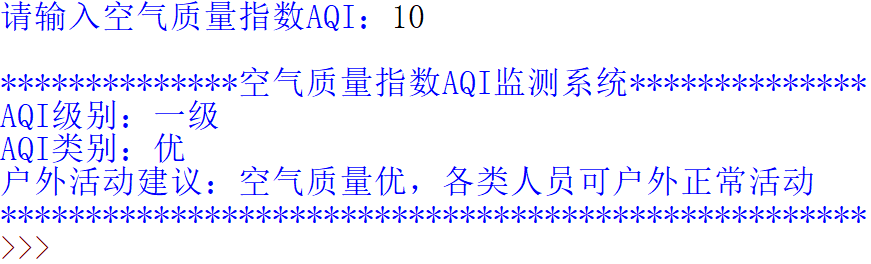 请输入空气质量指数AQI：10
**************空气质量指数AQI监测系统**************
AQI级别：一级
AQI类别：优
户外活动建议：空气质量优，各类人员可户外正常活动
***************************************************
>>>